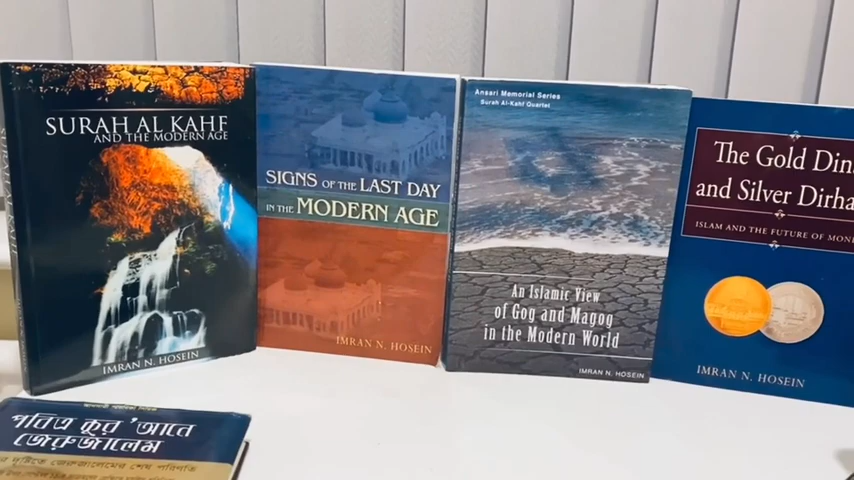 SURAH AL KAHF
AND THE MODERN AGE
IMRAN N. HOSEIN
SIGNS OF THE LAST DAY
IN THE MODERN AGE
IMRAN N. HOSEIN
Ansari Memorial Series
Surah Al-Kahf Quartet
An Islamic View
of Gog and Magog
in the Modern World
IMRAN N. HOSEIN
The Gold Din
and Silver Dirha
ISLAM AND THE FUTURE OF MON
IMRAN N. HOSEIN
পবিত্র কুর'আনে
জেরুজালেম
দৃষ্টিতে জেরুজালেমের শেষ পরিণতি